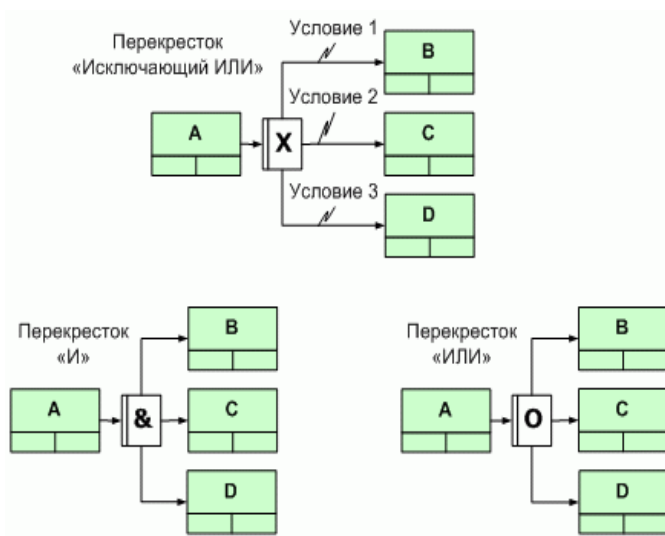 Условие 1
Перекресток
«Исключающий ИЛИ»
B
Условие 2
A
X
C
Условие 3
D
Перекресток
«И»
B
A
&
C
D
Перекресток
«ИЛИ»
B
A
O
C
D